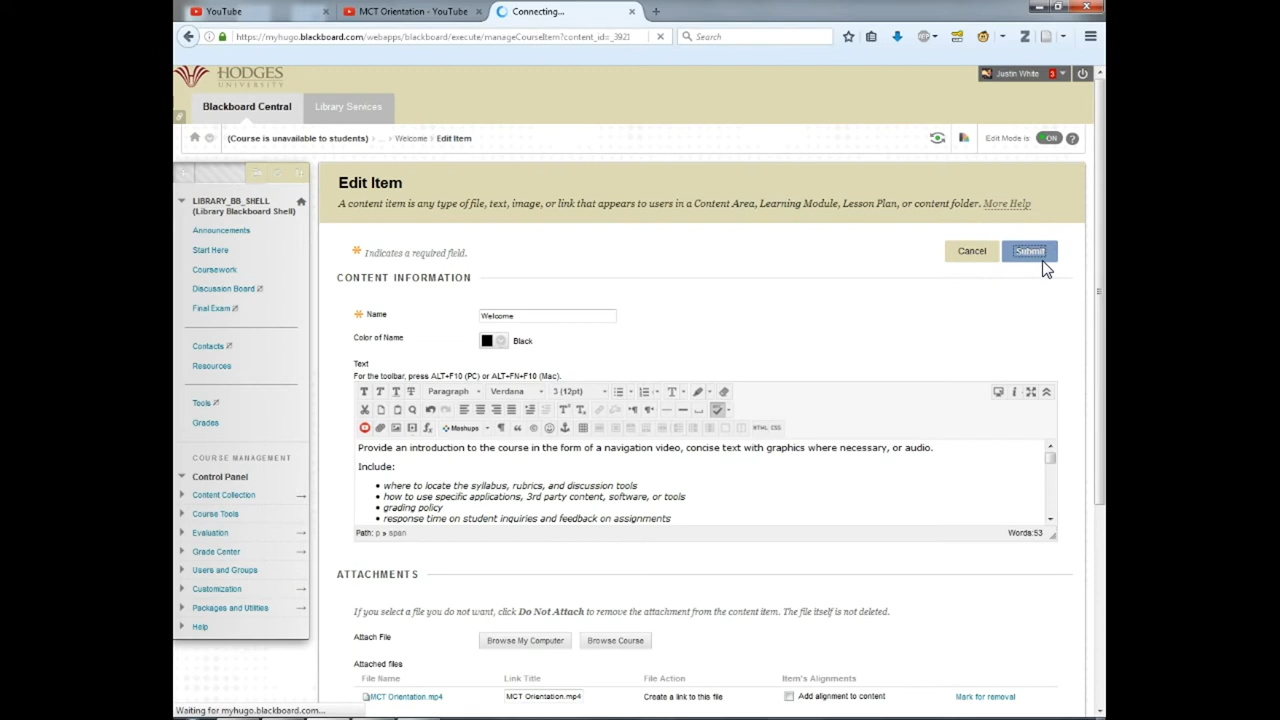 YouTube
MCT Orientation - YouTube
Connecting...
https://myhugo.blackboard.com/webapps/blackboard/execute/manageCourseItem?content_id=_3921
Search
HODGES
UNIVERSITY
Justin White 3
Blackboard Central
Library Services
(Course is unavailable to students) ... Welcome Edit Item
Edit Mode is: ON ?
Edit Item
A content item is any type of file, text, image, or link that appears to users in a Content Area, Learning Module, Lesson Plan, or content folder. More Help
LIBRARY_BB_SHELL
(Library Blackboard Shell)
Announcements
Start Here
Coursework
Discussion Board
Final Exam
Contacts
Resources
Tools
Grades
COURSE MANAGEMENT
Control Panel
Content Collection
Course Tools
Evaluation
Grade Center
Users and Groups
Customization
Packages and Utilities
Help
* Indicates a required field.
Cancel
Submit
CONTENT INFORMATION
* Name
Welcome
Color of Name
Black
Text
For the toolbar, press ALT+F10 (PC) or ALT+FN+F10 (Mac).
T T T T Paragraph Verdana 3 (12pt)
Mashups
HTML CSS
Provide an introduction to the course in the form of a navigation video, concise text with graphics where necessary, or audio.
Include:
• where to locate the syllabus, rubrics, and discussion tools
• how to use specific applications, 3rd party content, software, or tools
• grading policy
• response time on student inquiries and feedback on assignments
Path: p » span
Words:53
ATTACHMENTS
If you select a file you do not want, click Do Not Attach to remove the attachment from the content item. The file itself is not deleted.
Attach File
Browse My Computer
Browse Course
Attached files
File Name
Link Title
File Action
Item's Alignments
MCT Orientation.mp4
MCT Orientation.mp4
Create a link to this file
Add alignment to content
Mark for removal
Waiting for myhugo.blackboard.com...